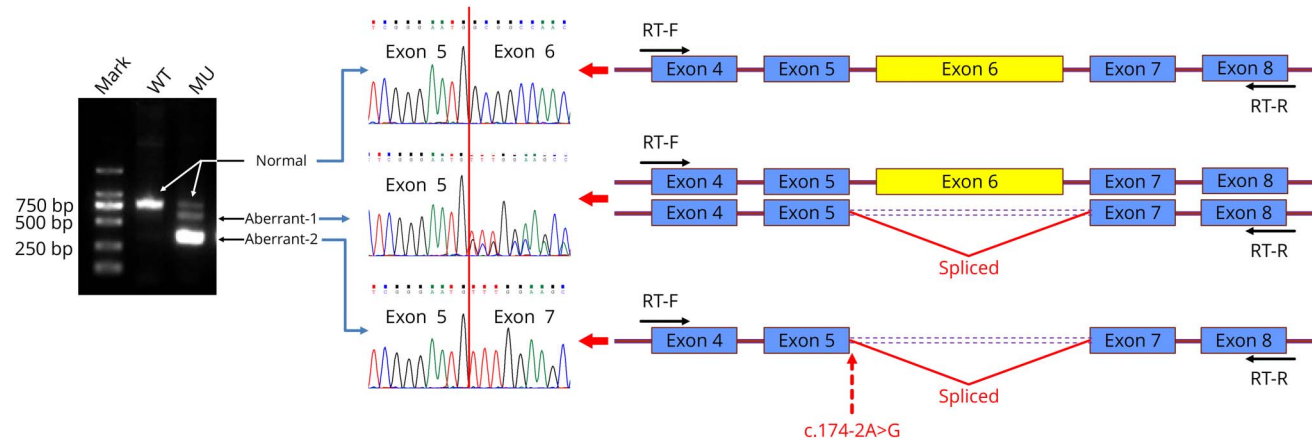 Mark
WT
MU
750 bp
500 bp
250 bp
Normal
Aberrant-1
Aberrant-2
T C G G G A A T G G C G G C C A A C
Exon 5 Exon 6
Exon 5
T C G G G A A T G T T T G G A A G C
Exon 5 Exon 7
RT-F
Exon 4 Exon 5 Exon 6 Exon 7 Exon 8
RT-R
RT-F
Exon 4 Exon 5 Exon 6 Exon 7 Exon 8
Exon 4 Exon 5 Exon 7 Exon 8
RT-R
Spliced
RT-F
Exon 4 Exon 5 Exon 7 Exon 8
RT-R
Spliced
c.174-2A>G